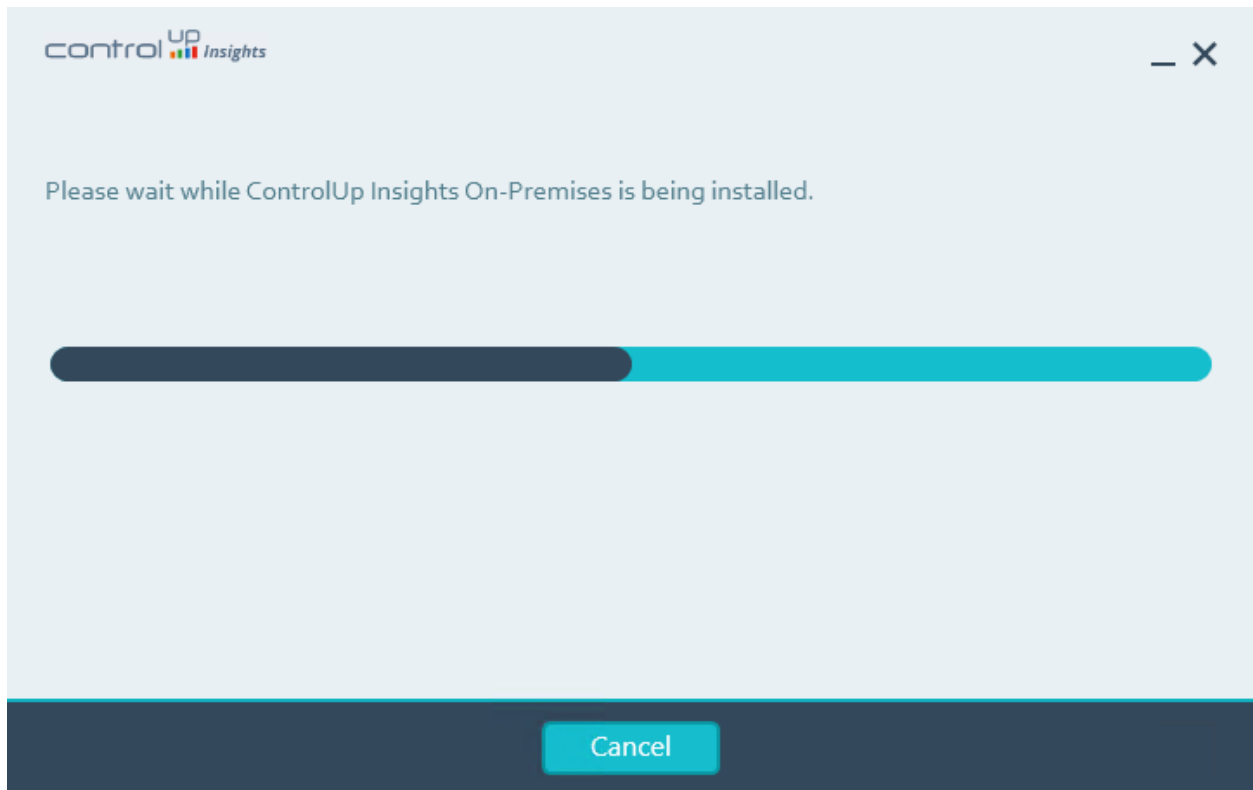 control up Insights
Please wait while ControlUp Insights On-Premises is being installed.
Cancel